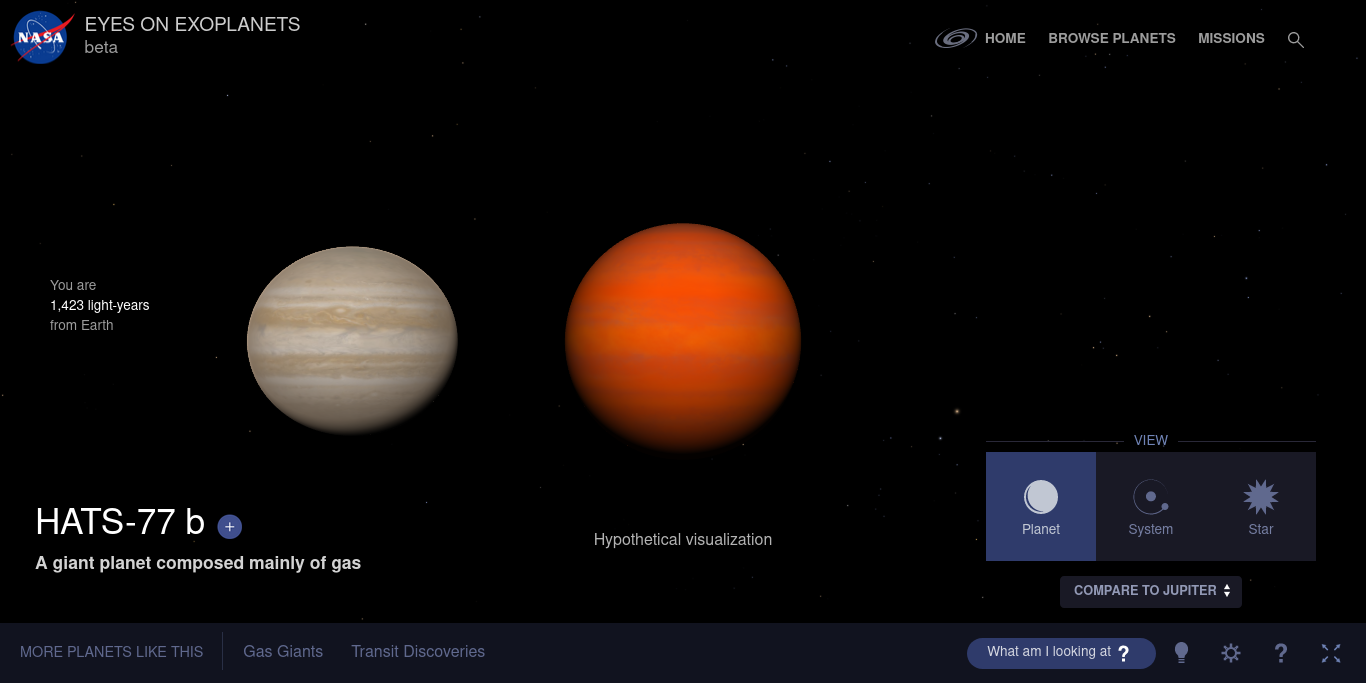 NASA
EYES ON EXOPLANETS
beta
HOME
BROWSE PLANETS
MISSIONS
You are
1,423 light-years
from Earth
VIEW
Planet
System
Star
HATS-77 b +
A giant planet composed mainly of gas
Hypothetical visualization
COMPARE TO JUPITER
MORE PLANETS LIKE THIS
Gas Giants
Transit Discoveries
What am I looking at ?
?